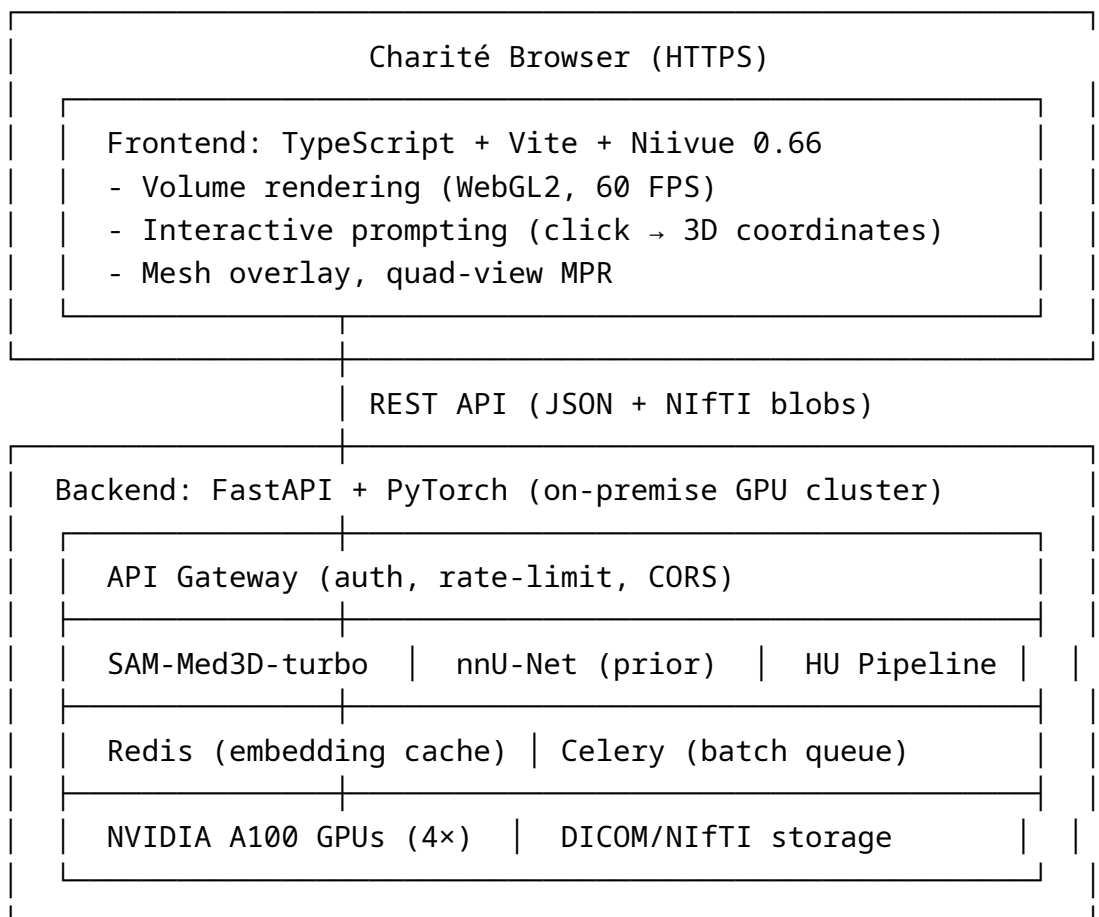 Charité Browser (HTTPS)
Frontend: TypeScript + Vite + Niivue 0.66
- Volume rendering (WebGL2, 60 FPS)
- Interactive prompting (click → 3D coordinates)
- Mesh overlay, quad-view MPR
REST API (JSON + NIfTI blobs)
Backend: FastAPI + PyTorch (on-premise GPU cluster)
API Gateway (auth, rate-limit, CORS)
SAM-Med3D-turbo │ nnU-Net (prior) │ HU Pipeline │
Redis (embedding cache) │ Celery (batch queue)
NVIDIA A100 GPUs (4×) │ DICOM/NIfTI storage │